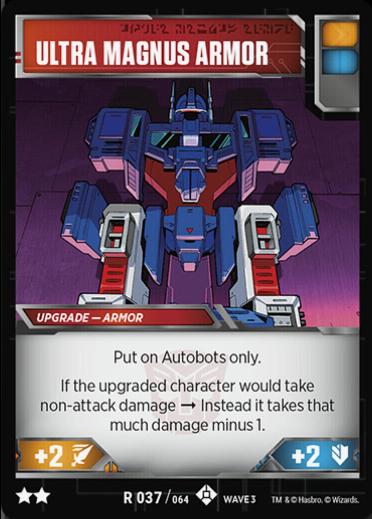 ULTRA MAGNUS ARMOR
UPGRADE – ARMOR
Put on Autobots only.
If the upgraded character would take
non-attack damage → Instead it takes that
much damage minus 1.
+2 +2
R 037/064 WAVE 3 TM & © Hasbro. © Wizards.